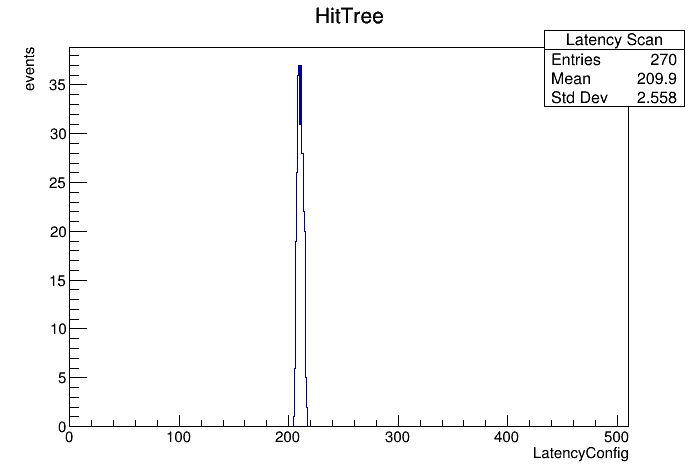 HitTree
Latency Scan
Entries 270
Mean 209.9
Std Dev 2.558
events
35
30
25
20
15
10
5
0
0 100 200 300 400 500
LatencyConfig